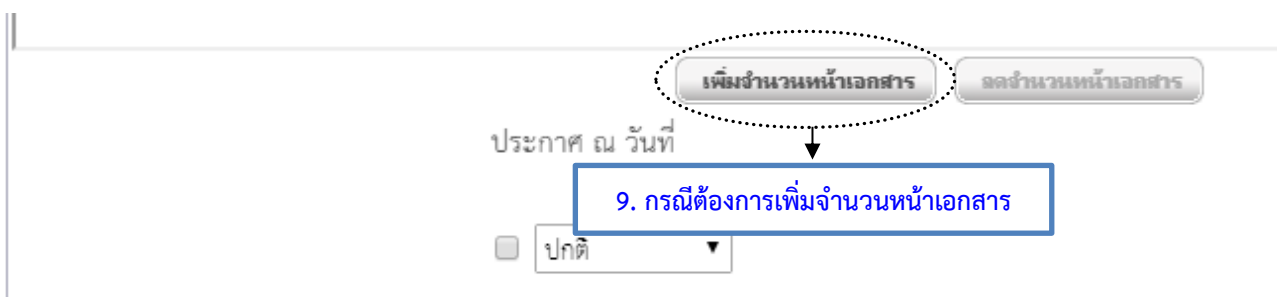 เพิ่มจำนวนหน้าเอกสาร ลดจำนวนหน้าเอกสาร
ประกาศ ณ วันที่
9. กรณีต้องการเพิ่มจำนวนหน้าเอกสาร
ปกติ